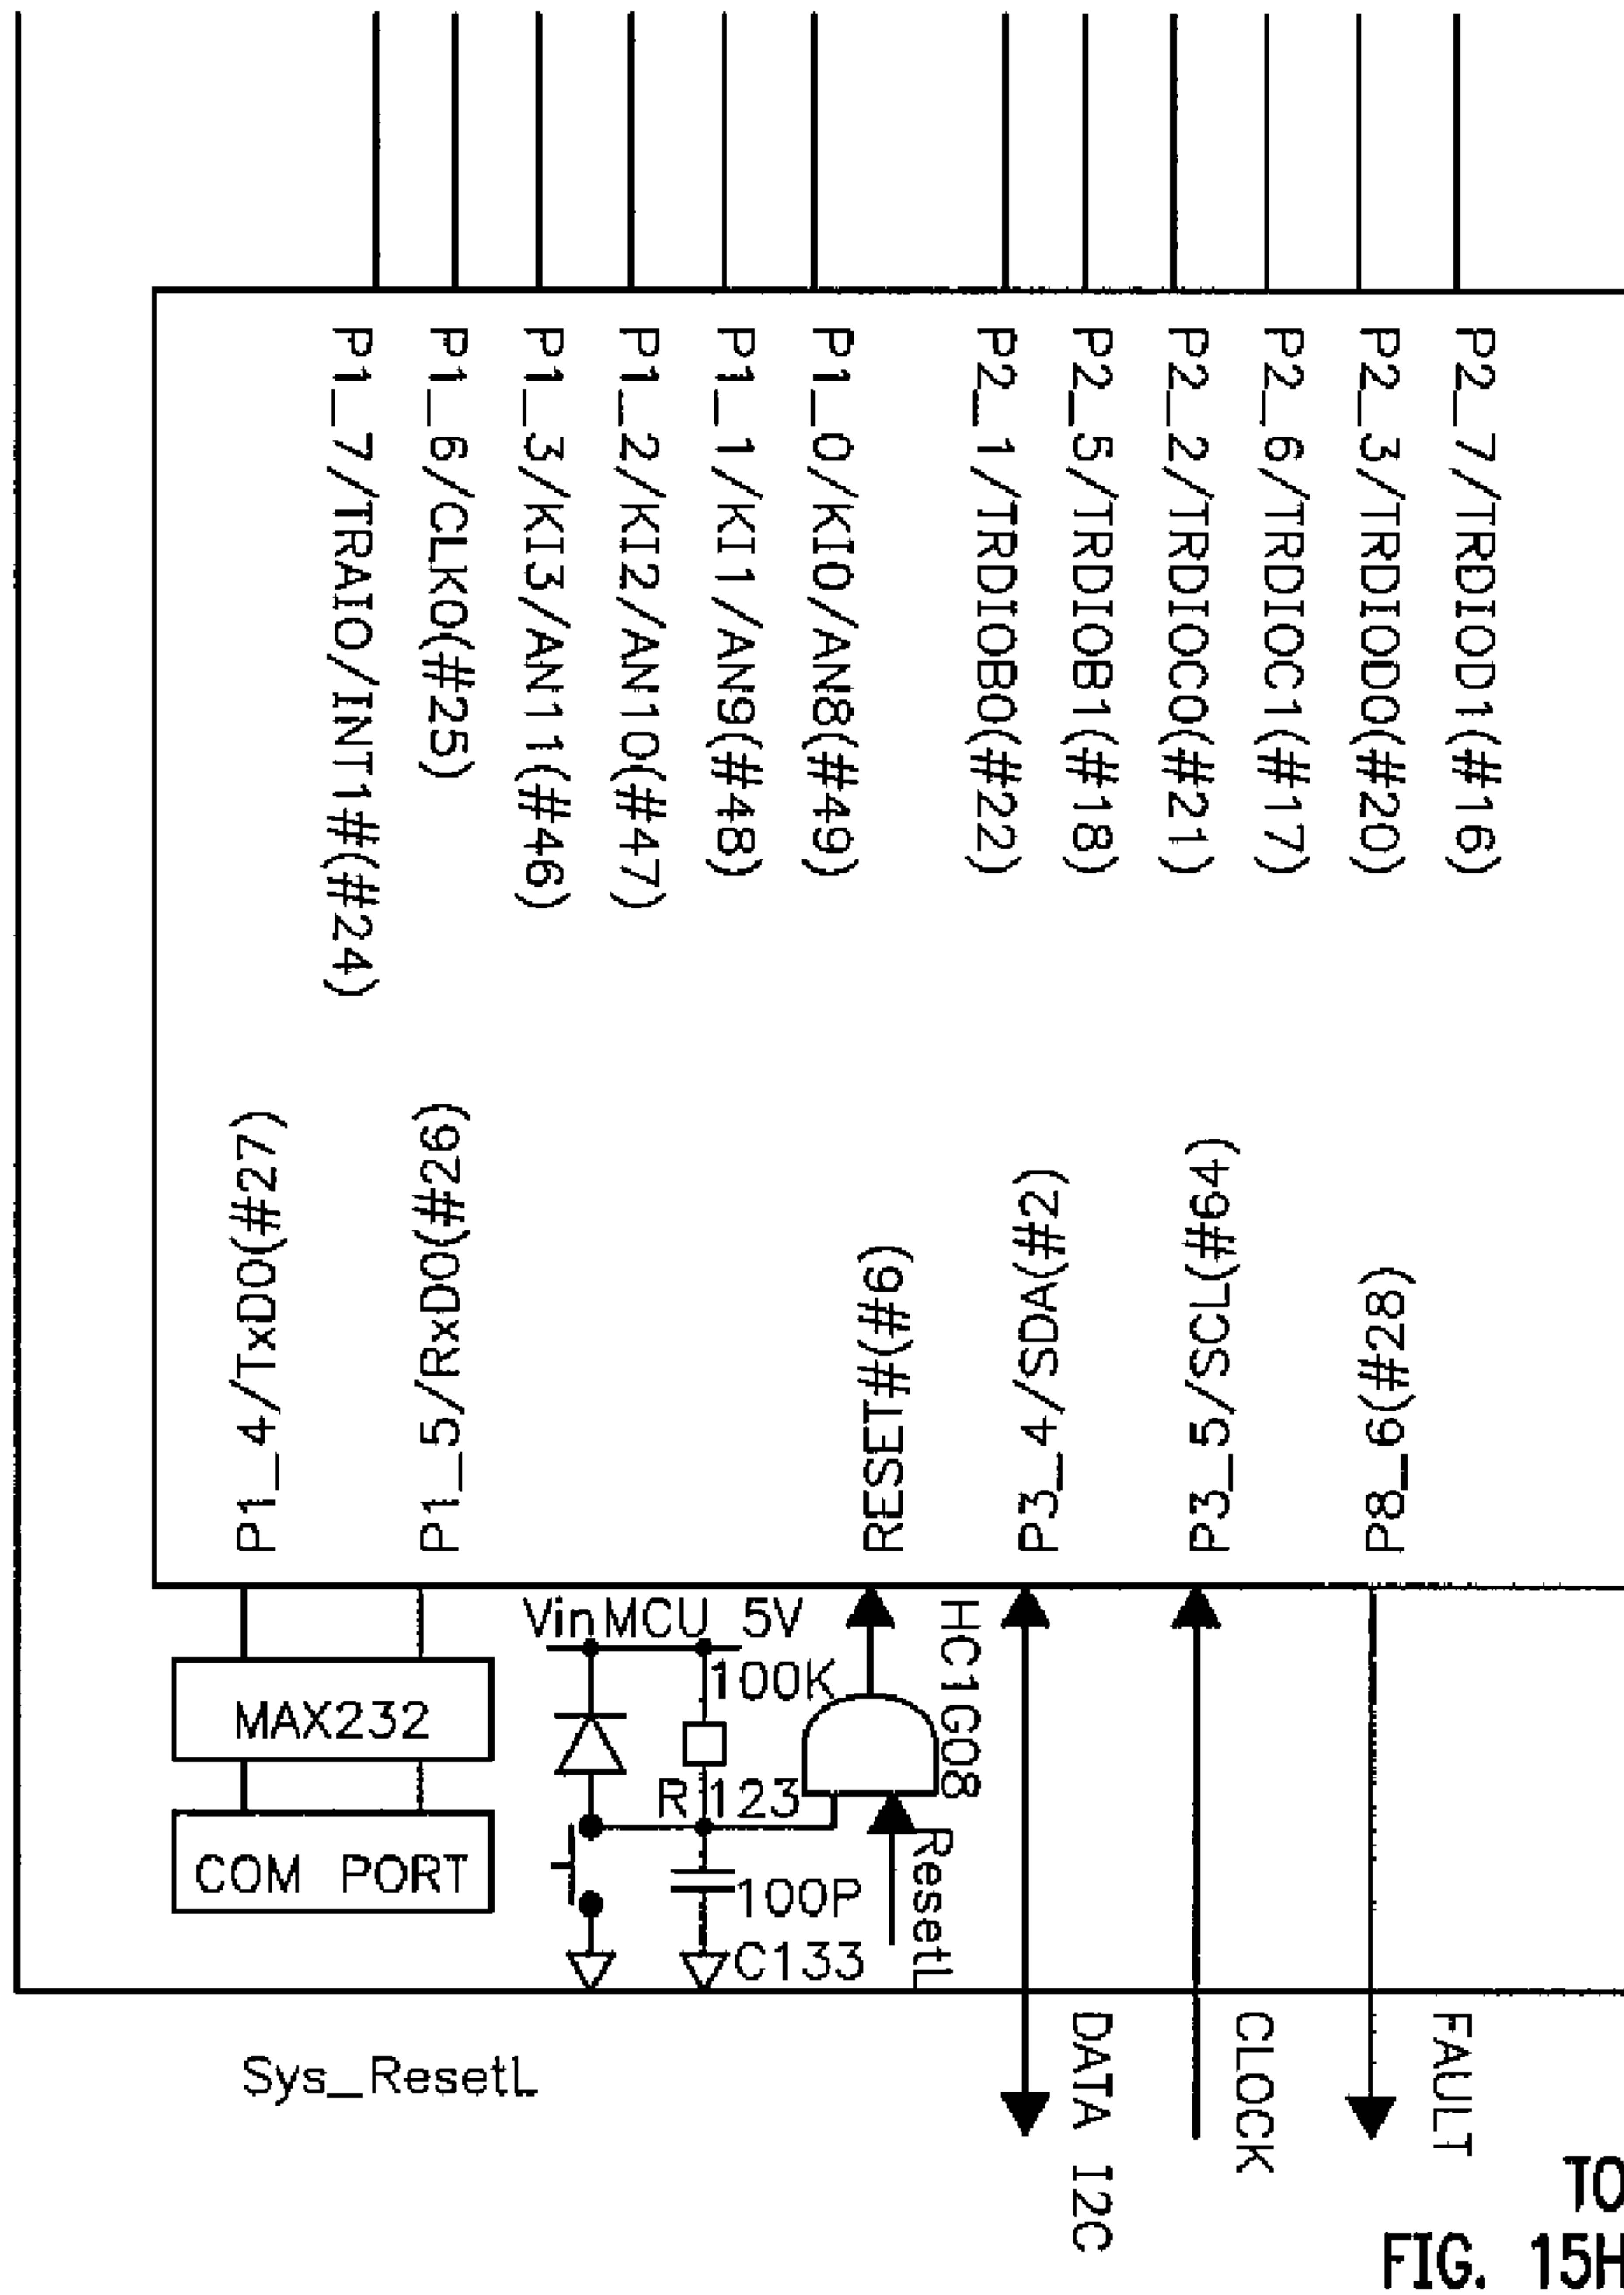 P1_7/TRAIO/INT1#(#24)
P1_6/CLK0(#25)
P1_3/KI3/AN11(#46)
P1_2/KI2/AN10(#47)
P1_1/KI1/AN9(#48)
P1_0/KI0/AN8(#49)
P2_1/TRDIOB0(#22)
P2_5/TRDIOB1(#18)
P2_2/TRDIOC0(#21)
P2_6/TRDIOC1(#17)
P2_3/TRDIOD0(#20)
P2_7/TRDIOD1(#16)
P1_4/TxD0(#27)
P1_5/RxD0(#26)
RESET#(#6)
P3_4/SDA(#2)
P3_5/SCL(#64)
P8_6(#28)
VinMCU 5V
100K
HC1G08
MAX232
R123
COM PORT
100P
C133
ResetL
Sys_ResetL
DATA I2C
CLOCK
FAULT
TO
FIG. 15H